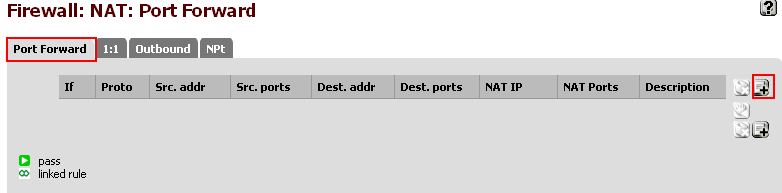 Firewall: NAT: Port Forward
?
Port Forward 1:1 Outbound NPt
If Proto Src. addr Src. ports Dest. addr Dest. ports NAT IP NAT Ports Description
pass
linked rule